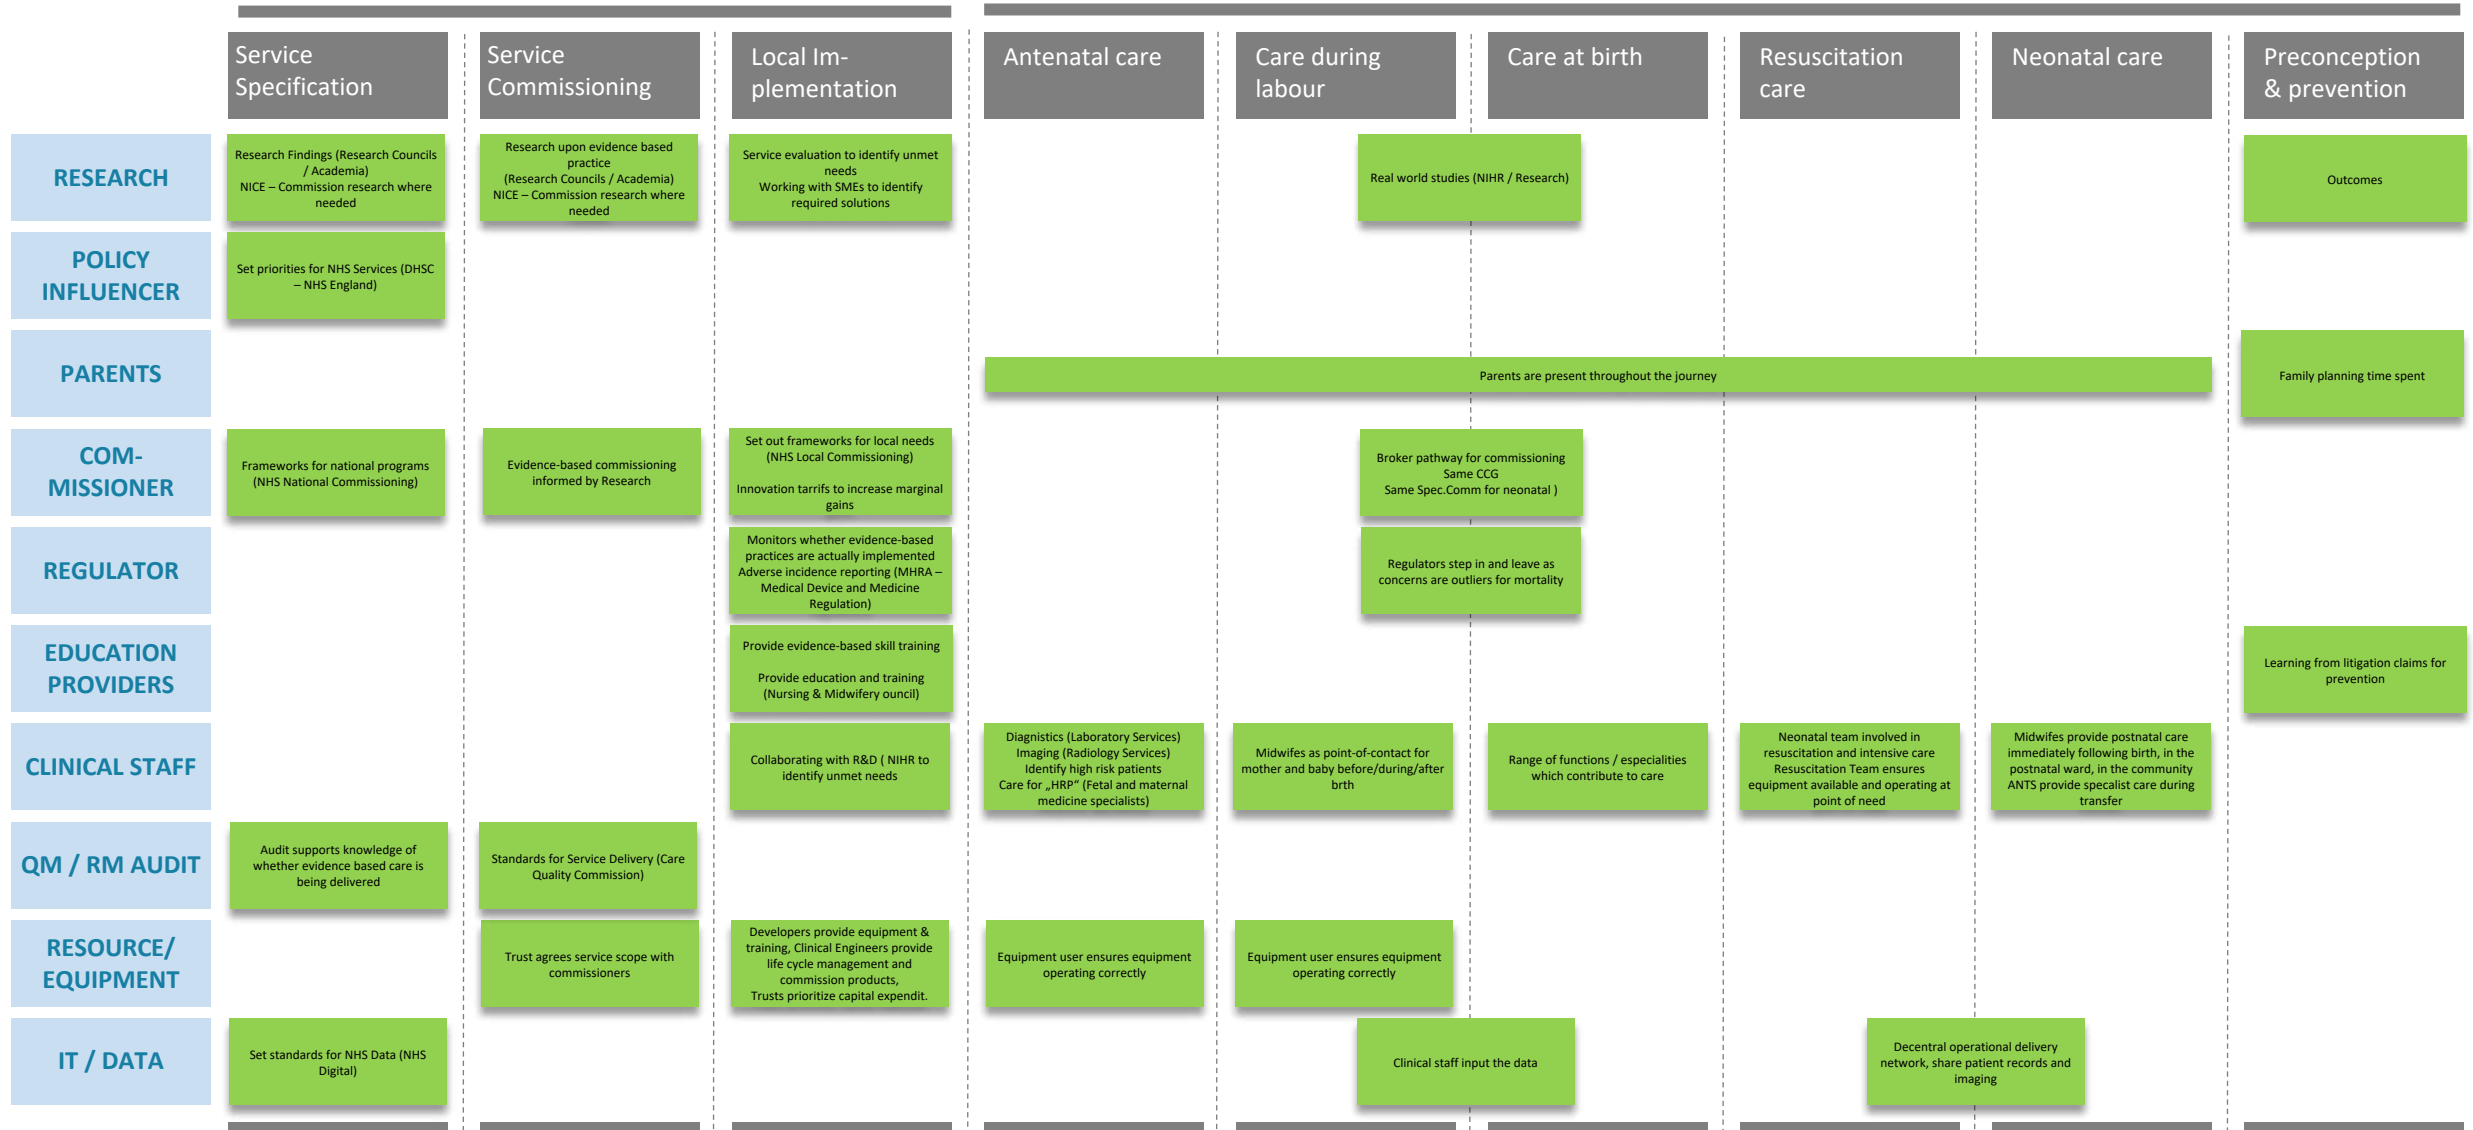 Service
Specification
Service
Commissioning
Local Im-
plementation
Antenatal care
Care during
labour
Care at birth
Resuscitation
care
Neonatal care
Preconception
& prevention
RESEARCH
Research Findings (Research Councils
/ Academia)
NICE – Commission research where
needed
Research upon evidence based
practice
(Research Councils / Academia)
NICE – Commission research where
needed
Service evaluation to identify unmet
needs
Working with SMEs to identify
required solutions
Real world studies (NIHR / Research)
Outcomes
POLICY
INFLUENCER
Set priorities for NHS Services (DHSC
– NHS England)
PARENTS
Parents are present throughout the journey
Family planning time spent
COM-
MISSIONER
Frameworks for national programs
(NHS National Commissioning)
Evidence-based commissioning
informed by Research
Set out frameworks for local needs
(NHS Local Commissioning)
Innovation tarrifs to increase marginal
gains
Broker pathway for commissioning
Same CCG
Same Spec.Comm for neonatal )
REGULATOR
Monitors whether evidence-based
practices are actually implemented
Adverse incidence reporting (MHRA –
Medical Device and Medicine
Regulation)
Regulators step in and leave as
concerns are outliers for mortality
EDUCATION
PROVIDERS
Provide evidence-based skill training
Provide education and training
(Nursing & Midwifery ouncil)
Learning from litigation claims for
prevention
CLINICAL STAFF
Collaborating with R&D ( NIHR to
identify unmet needs
Diagnostics (Laboratory Services)
Imaging (Radiology Services)
Identify high risk patients
Care for „HRP“ (Fetal and maternal
medicine specialists)
Midwifes as point-of-contact for
mother and baby before/during/after
brth
Range of functions / especialities
which contribute to care
Neonatal team involved in
resuscitation and intensive care
Resuscitation Team ensures
equipment available and operating at
point of need
Midwifes provide postnatal care
immediately following birth, in the
postnatal ward, in the community
ANTS provide specalist care during
transfer
QM / RM AUDIT
Audit supports knowledge of
whether evidence based care is
being delivered
Standards for Service Delivery (Care
Quality Commission)
RESOURCE/
EQUIPMENT
Trust agrees service scope with
commissioners
Developers provide equipment &
training, Clinical Engineers provide
life cycle management and
commission products,
Trusts prioritize capital expendit.
Equipment user ensures equipment
operating correctly
Equipment user ensures equipment
operating correctly
IT / DATA
Set standards for NHS Data (NHS
Digital)
Clinical staff input the data
Decentral operational delivery
network, share patient records and
imaging